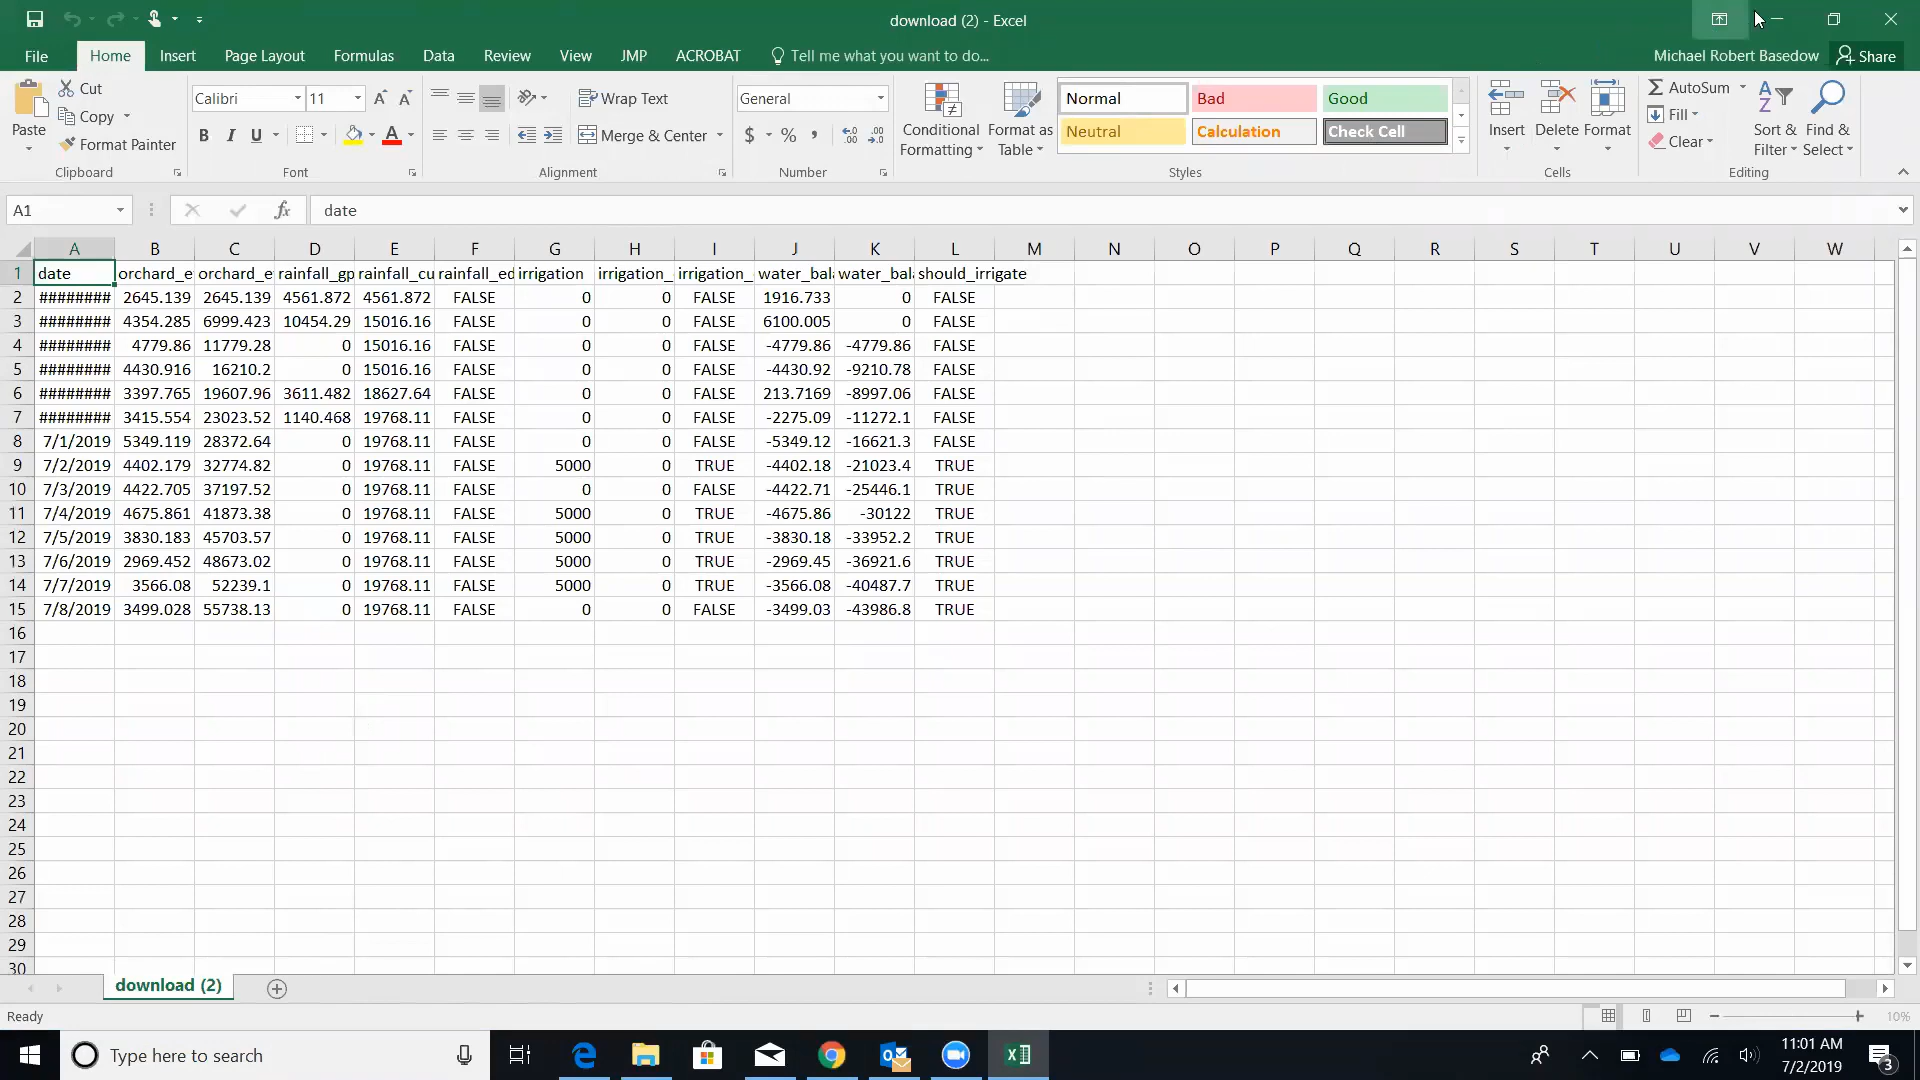 download (2) - Excel
File Home Insert Page Layout Formulas Data Review View JMP ACROBAT Tell me what you want to do... Michael Robert Basedow Share
Paste Cut Copy Format Painter Clipboard
Calibri 11 A A B I U A Font
Wrap Text Merge & Center Alignment
General $ % , Number
Conditional Formatting Format as Table
Normal Bad Good
Neutral Calculation Check Cell
Styles
Insert Delete Format Cells
AutoSum Fill Clear Sort & Filter Find & Select Editing
A1 fx date
A B C D E F G H I J K L M N O P Q R S T U V W
1 date orchard_e orchard_e rainfall_gp rainfall_cu rainfall_ed irrigation irrigation_ irrigation_ water_bala water_bala should_irrigate
2 ######## 2645.139 2645.139 4561.872 4561.872 FALSE 0 0 FALSE 1916.733 0 FALSE
3 ######## 4354.285 6999.423 10454.29 15016.16 FALSE 0 0 FALSE 6100.005 0 FALSE
4 ######## 4779.86 11779.28 0 15016.16 FALSE 0 0 FALSE -4779.86 -4779.86 FALSE
5 ######## 4430.916 16210.2 0 15016.16 FALSE 0 0 FALSE -4430.92 -9210.78 FALSE
6 ######## 3397.765 19607.96 3611.482 18627.64 FALSE 0 0 FALSE 213.7169 -8997.06 FALSE
7 ######## 3415.554 23023.52 1140.468 19768.11 FALSE 0 0 FALSE -2275.09 -11272.1 FALSE
8 7/1/2019 5349.119 28372.64 0 19768.11 FALSE 0 0 FALSE -5349.12 -16621.3 FALSE
9 7/2/2019 4402.179 32774.82 0 19768.11 FALSE 5000 0 TRUE -4402.18 -21023.4 TRUE
10 7/3/2019 4422.705 37197.52 0 19768.11 FALSE 0 0 FALSE -4422.71 -25446.1 TRUE
11 7/4/2019 4675.861 41873.38 0 19768.11 FALSE 5000 0 TRUE -4675.86 -30122 TRUE
12 7/5/2019 3830.183 45703.57 0 19768.11 FALSE 5000 0 TRUE -3830.18 -33952.2 TRUE
13 7/6/2019 2969.452 48673.02 0 19768.11 FALSE 5000 0 TRUE -2969.45 -36921.6 TRUE
14 7/7/2019 3566.08 52239.1 0 19768.11 FALSE 5000 0 TRUE -3566.08 -40487.7 TRUE
15 7/8/2019 3499.028 55738.13 0 19768.11 FALSE 0 0 FALSE -3499.03 -43986.8 TRUE
16
17
18
19
20
21
22
23
24
25
26
27
28
29
30
download (2)
Ready 10%
Type here to search 11:01 AM
7/2/2019 3